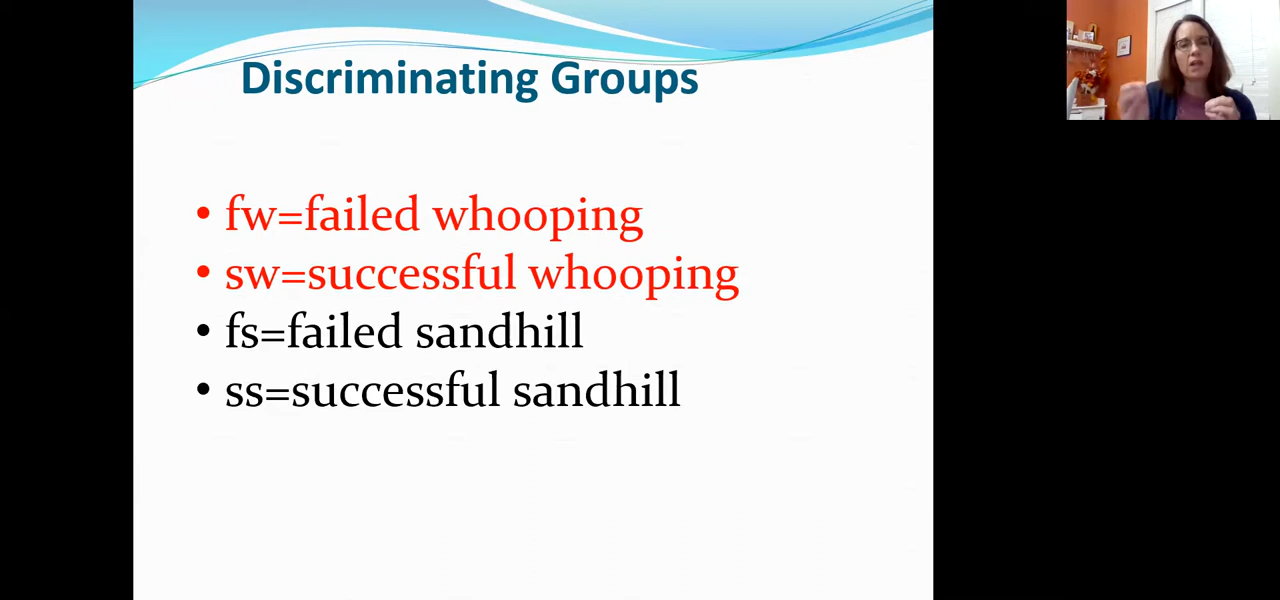 Discriminating Groups
• fw=failed whooping
• sw=successful whooping
• fs=failed sandhill
• ss=successful sandhill